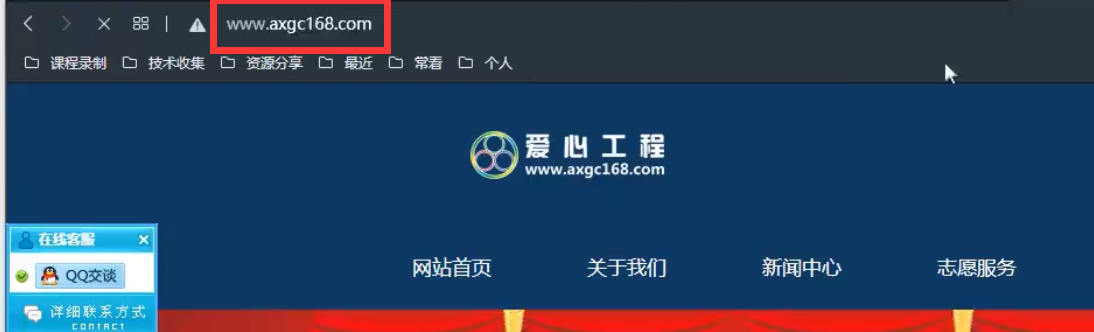 www.axgc168.com
课程录制 技术收集 资源分享 最近 常看 个人
爱心工程
www.axgc168.com
在线客服
QQ交谈
详细联系方式
CONTACT
网站首页 关于我们 新闻中心 志愿服务